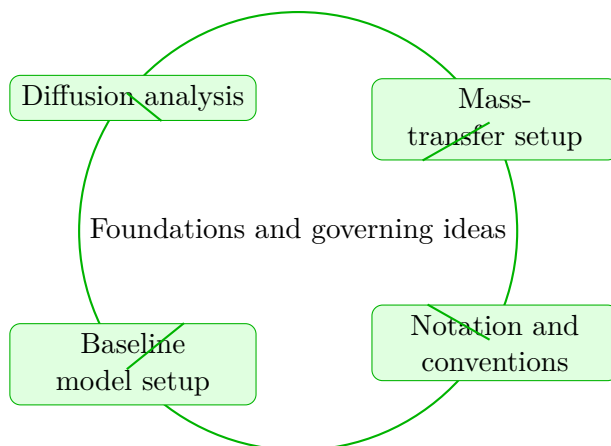 Diffusion analysis
Mass-
transfer setup
Foundations and governing ideas
Baseline
model setup
Notation and
conventions